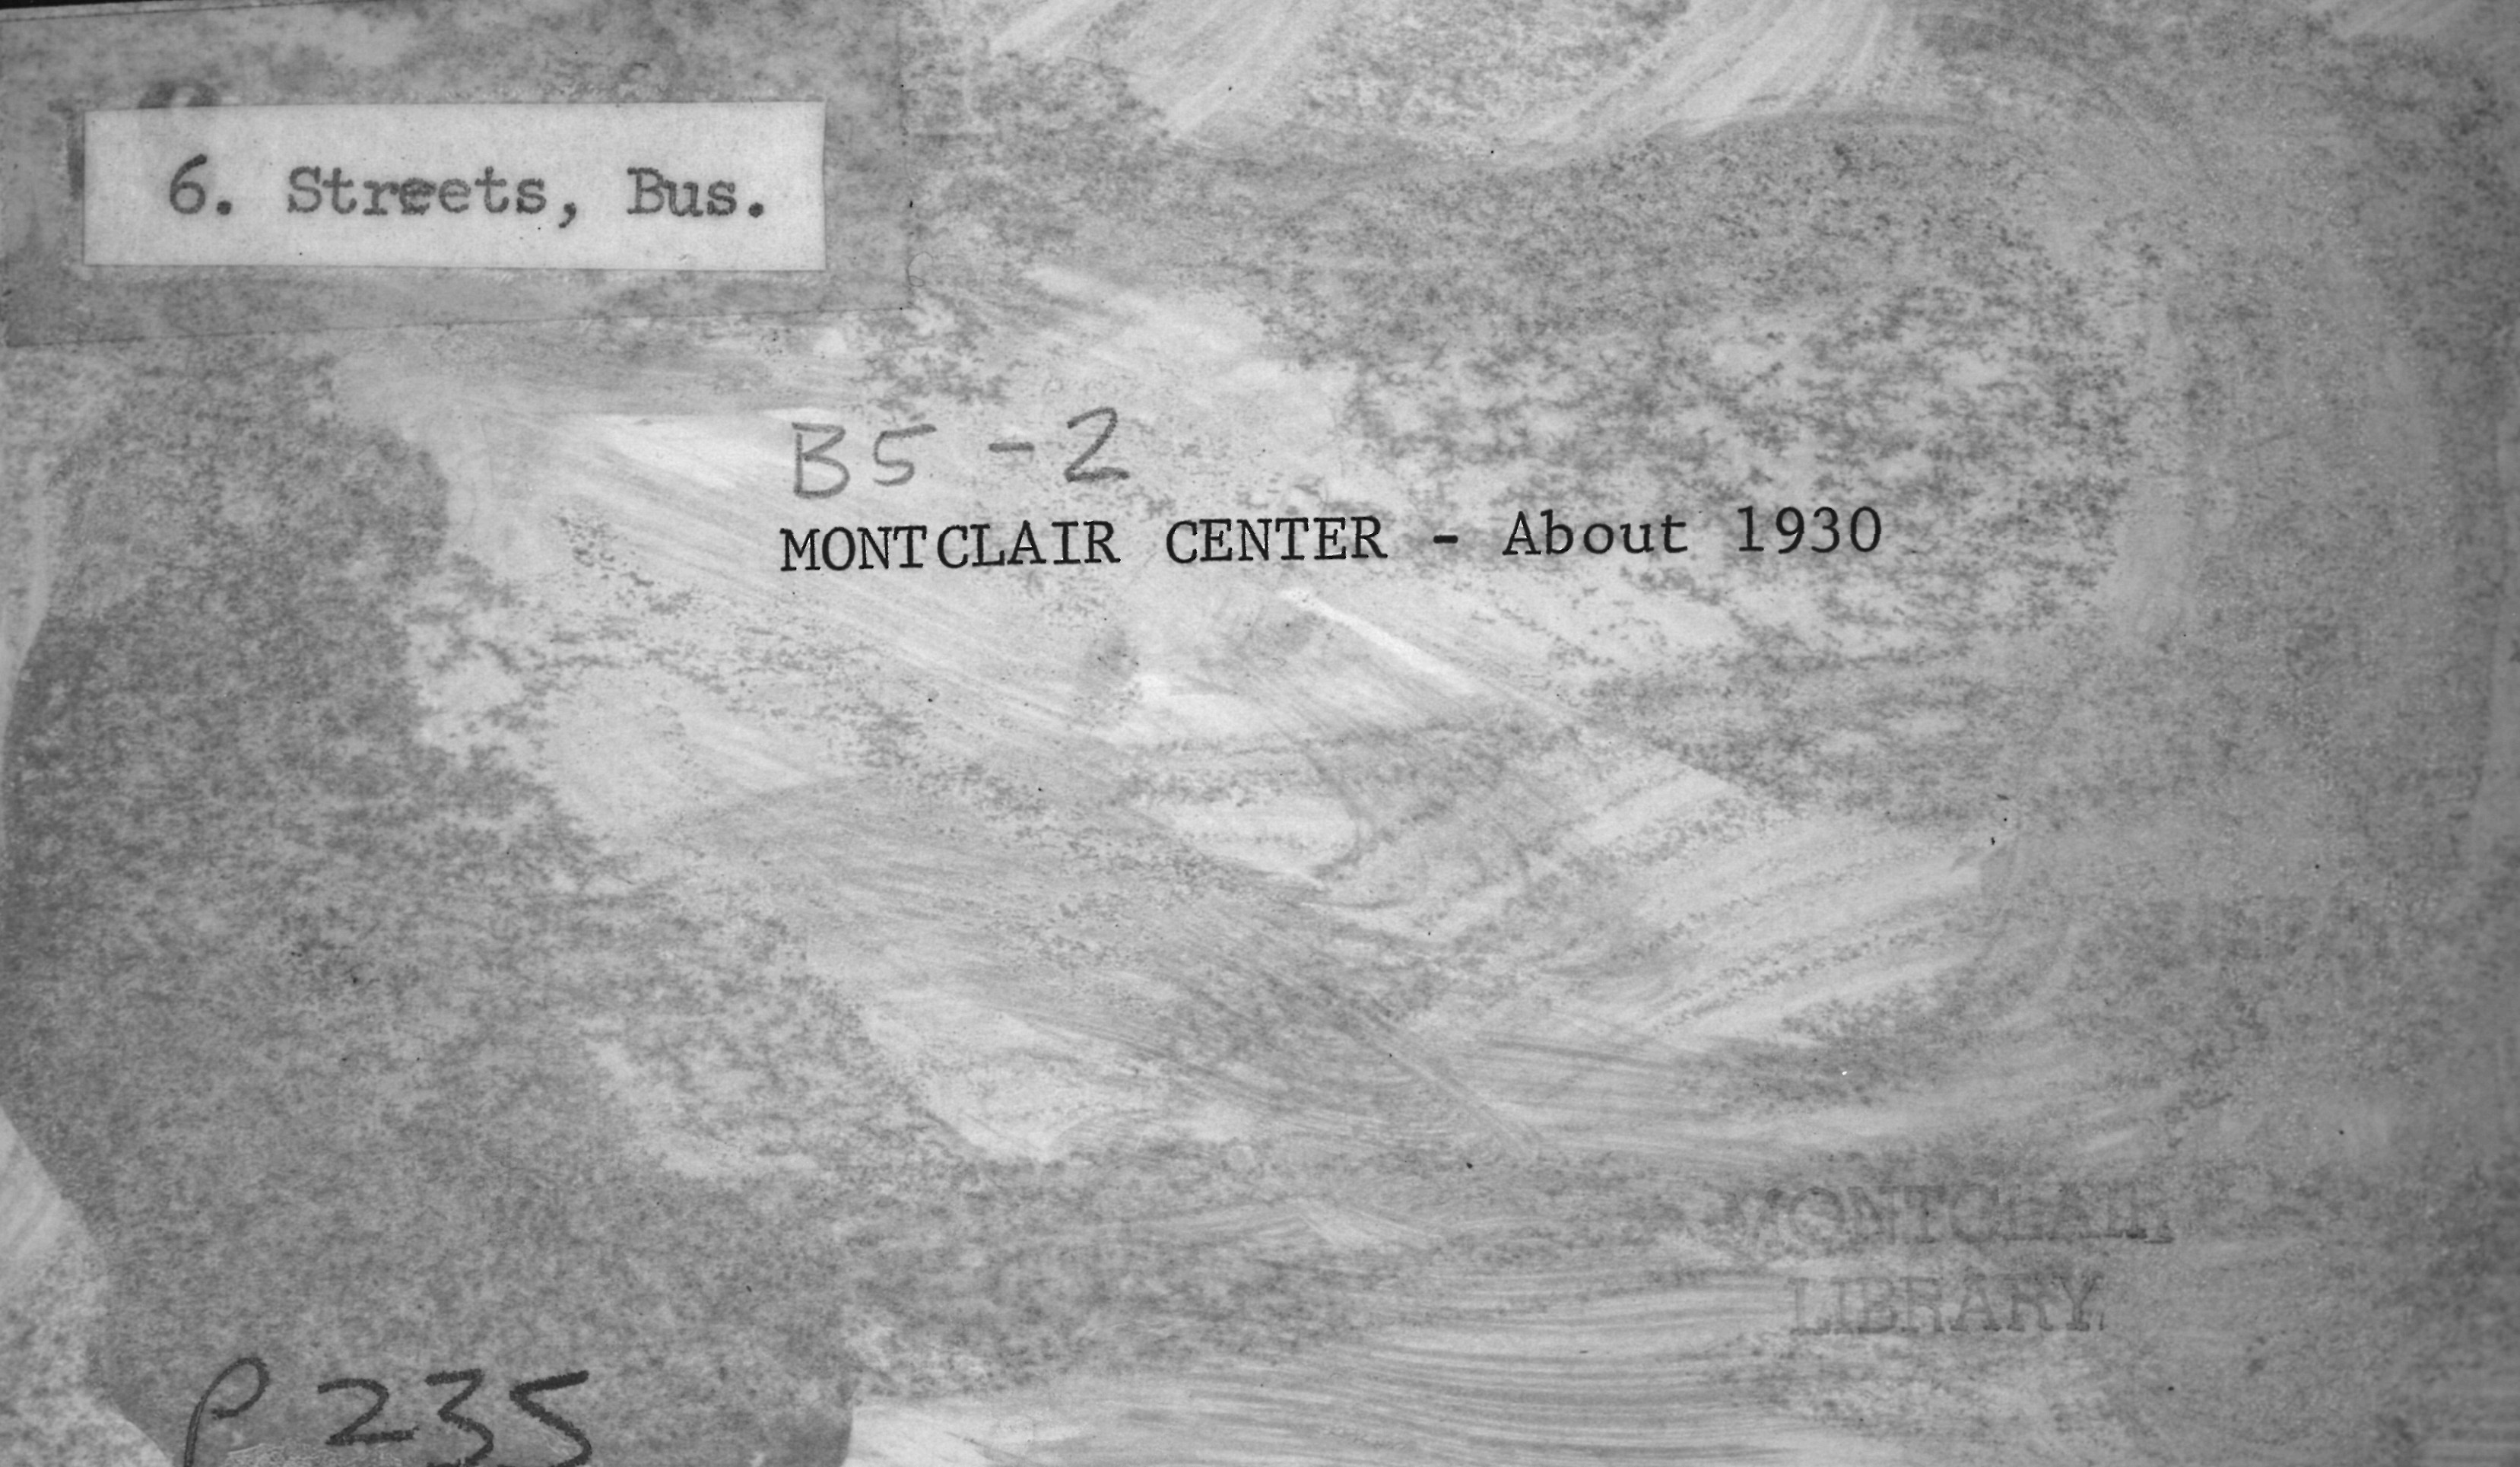 6. Streets, Bus.
B5 - 2
MONTCLAIR CENTER - About 1930
MONTCLAIR
LIBRARY
P 235